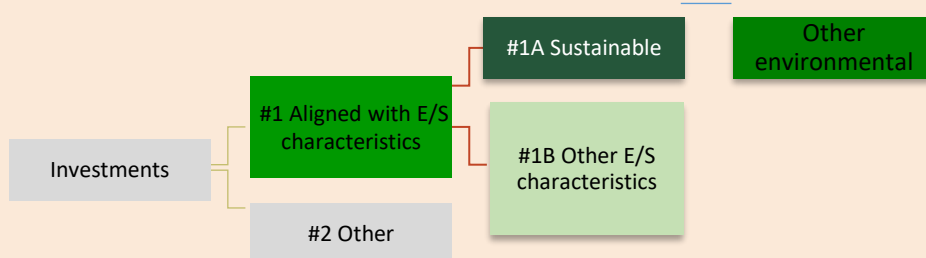 #1A Sustainable
Other
environmental
#1 Aligned with E/S
characteristics
#1B Other E/S
characteristics
Investments
#2 Other